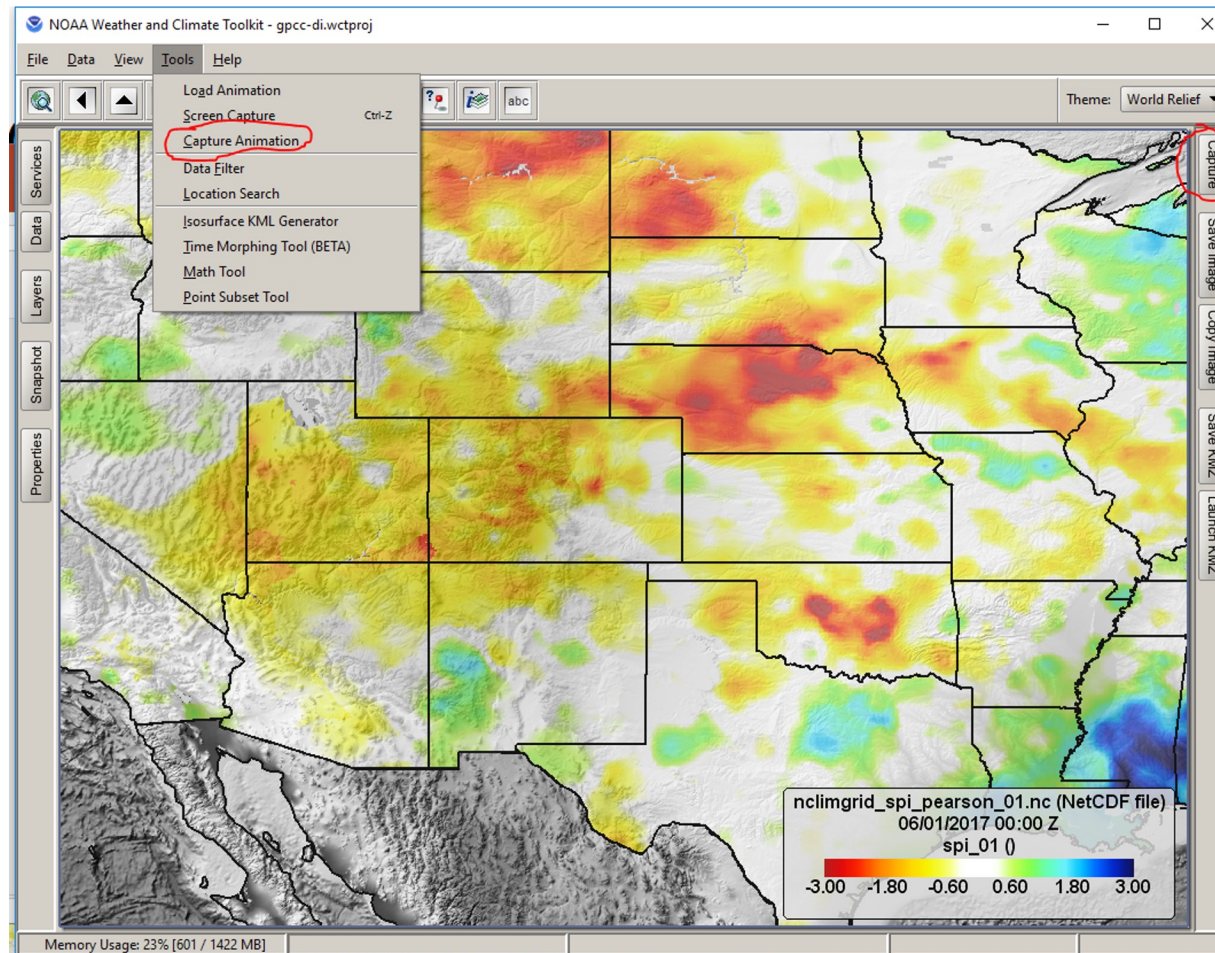 NOAA Weather and Climate Toolkit - gpcc-di.wctproj
File Data View Tools Help
abc
Theme: World Relief
Load Animation
Screen Capture Ctrl-Z
Capture Animation
Data Filter
Location Search
Isosurface KML Generator
Time Morphing Tool (BETA)
Math Tool
Point Subset Tool
Services
Data
Layers
Snapshot
Properties
Capture
Save Image
Copy Image
Save KMZ
Launch KMZ
nclimgrid_spi_pearson_01.nc (NetCDF file)
06/01/2017 00:00 Z
spi_01 ()
-3.00 -1.80 -0.60 0.60 1.80 3.00
Memory Usage: 23% [601 / 1422 MB]